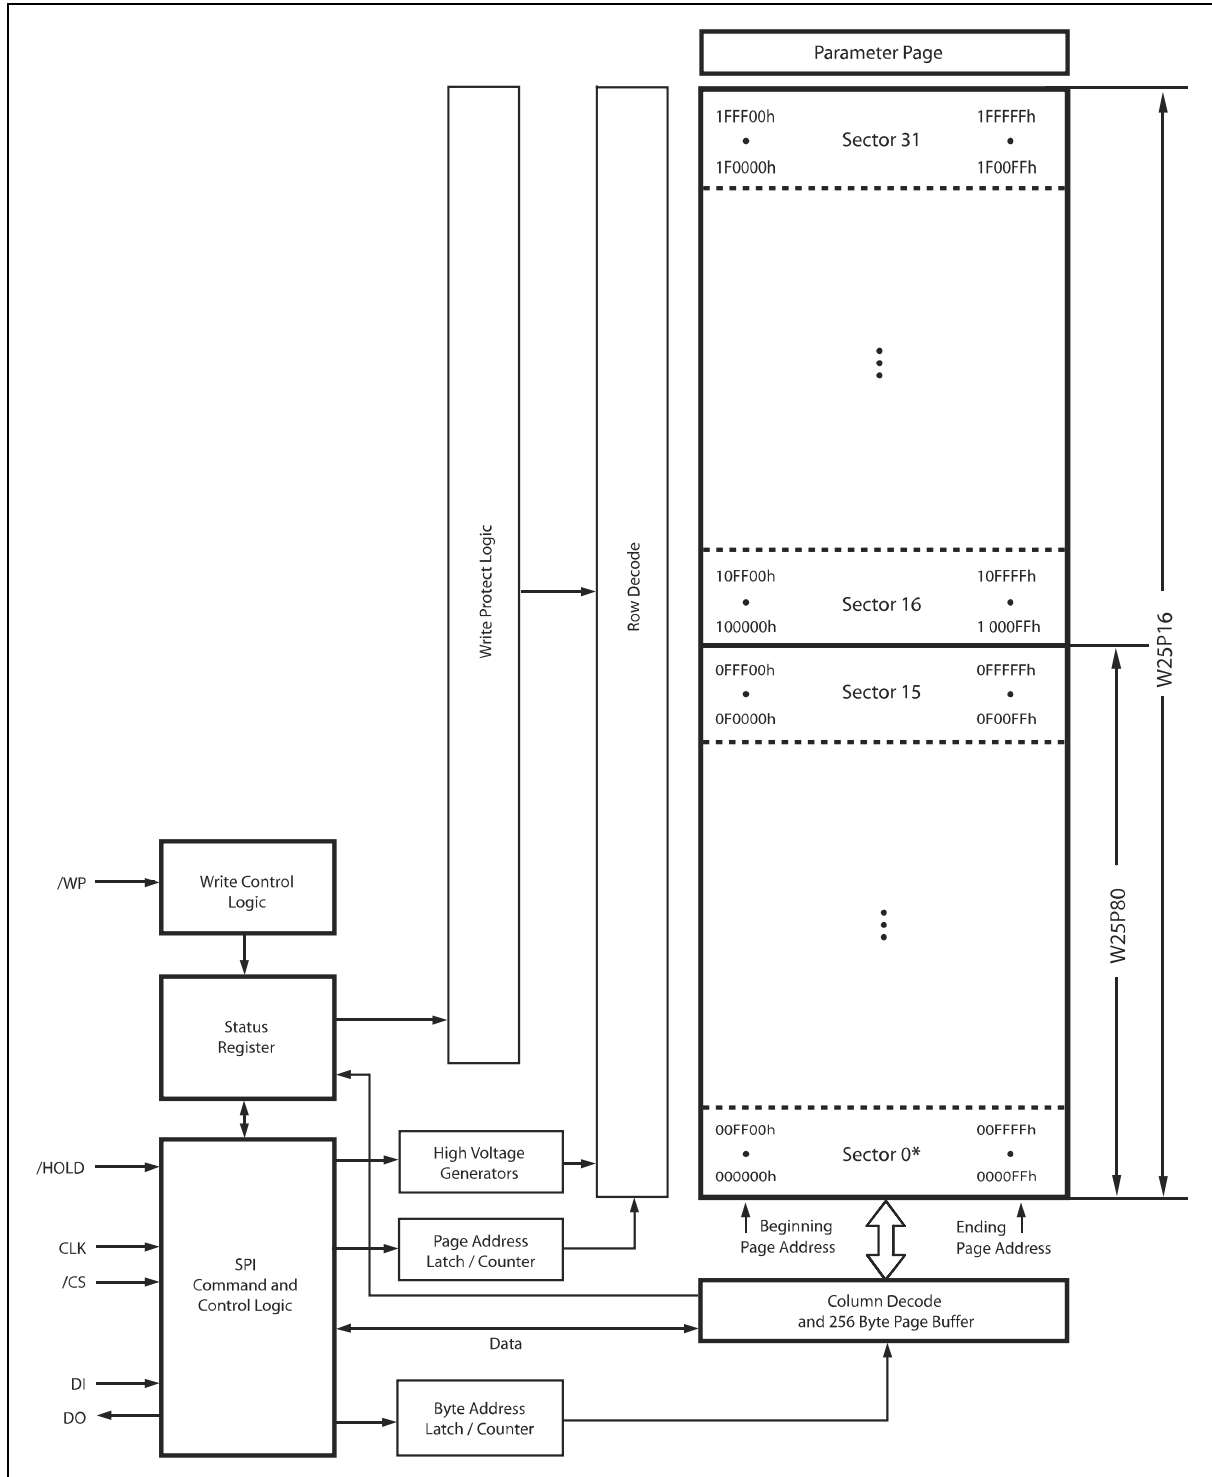 Parameter Page
1FFF00h
1FFFFFh
Sector 31
1F0000h
1F00FFh
10FF00h
10FFFFh
Sector 16
100000h
1 000FFh
0FFF00h
0FFFFFh
Sector 15
0F0000h
0F00FFh
00FF00h
00FFFFh
Sector 0*
000000h
0000FFh
Beginning
Page Address
Ending
Page Address
W25P16
W25P80
Write Protect Logic
Row Decode
/WP
Write Control
Logic
Status
Register
/HOLD
CLK
/CS
DI
DO
SPI
Command and
Control Logic
High Voltage
Generators
Page Address
Latch / Counter
Column Decode
and 256 Byte Page Buffer
Data
Byte Address
Latch / Counter